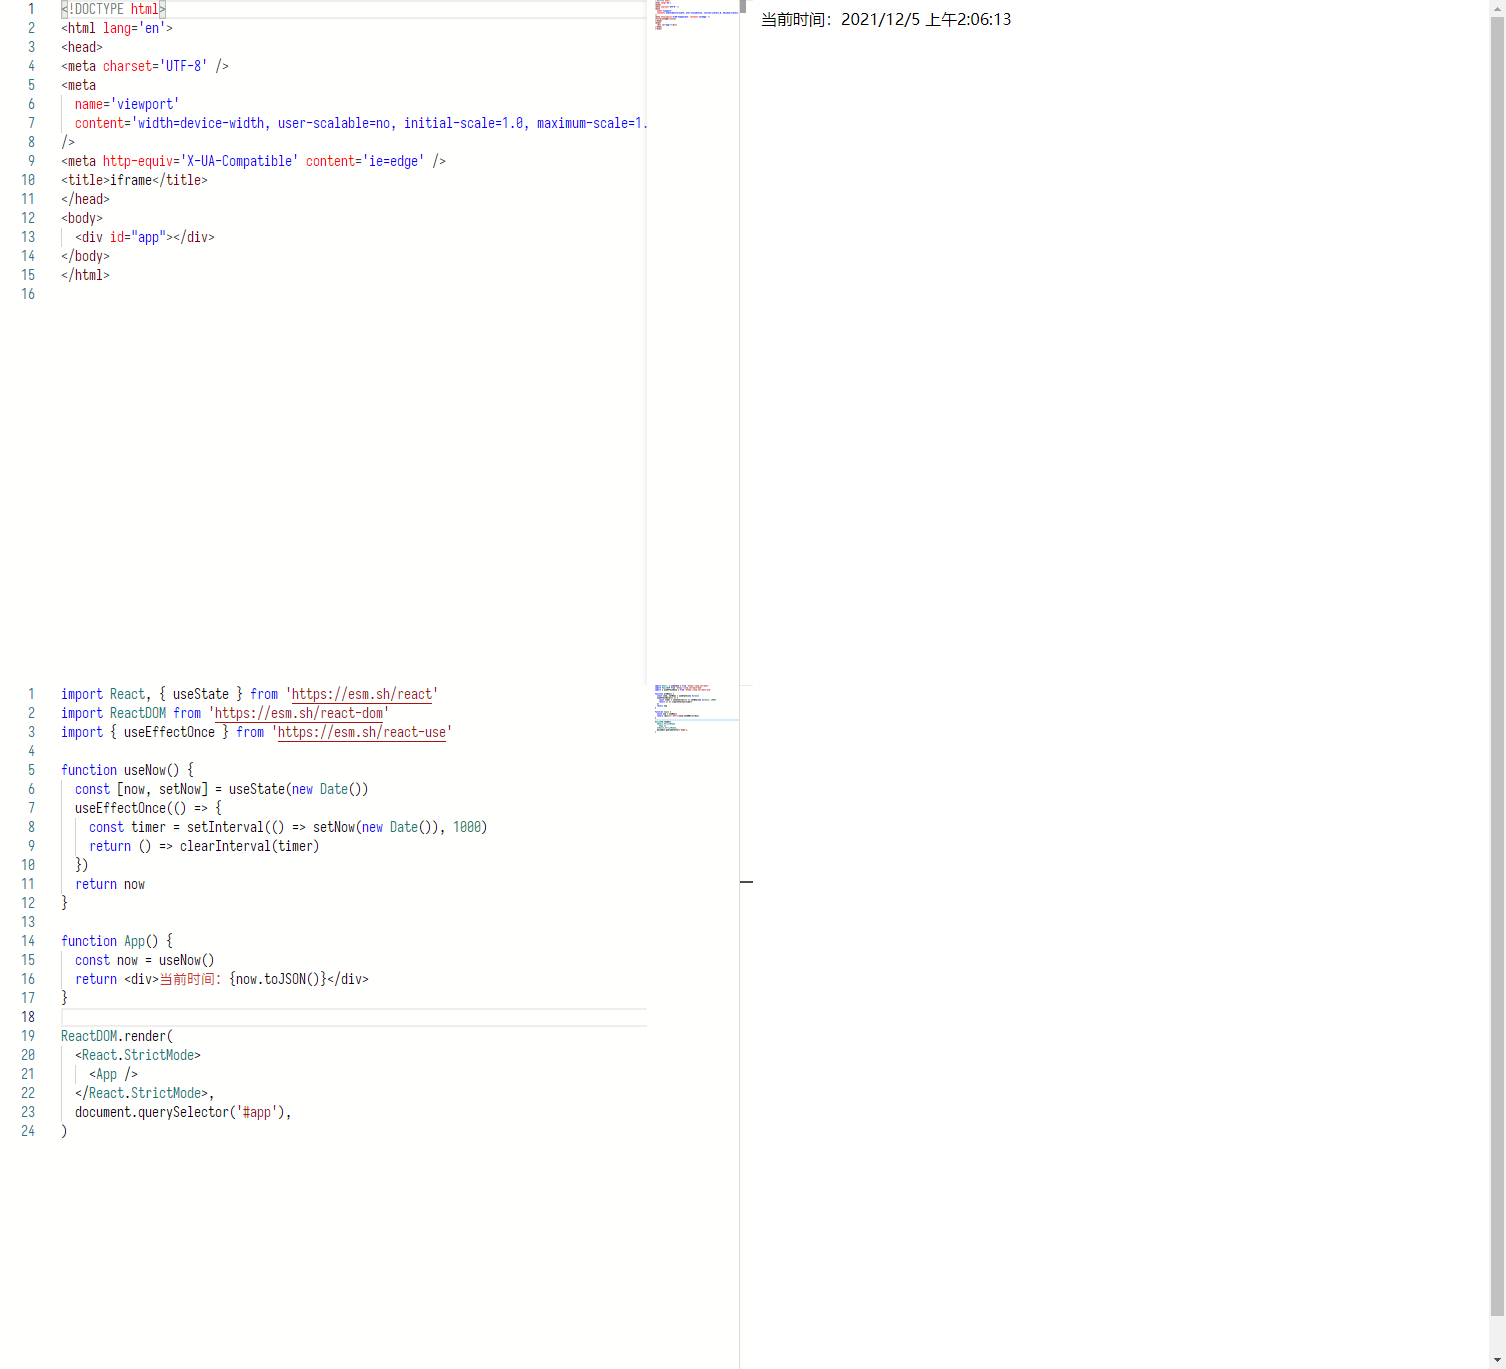 1 <!DOCTYPE html>
2 <html lang='en'>
3 <head>
4 <meta charset='UTF-8' />
5 <meta
6   name='viewport'
7   content='width=device-width, user-scalable=no, initial-scale=1.0, maximum-scale=1.
8 />
9 <meta http-equiv='X-UA-Compatible' content='ie=edge' />
10 <title>iframe</title>
11 </head>
12 <body>
13   <div id="app"></div>
14 </body>
15 </html>
16
1 import React, { useState } from 'https://esm.sh/react'
2 import ReactDOM from 'https://esm.sh/react-dom'
3 import { useEffectOnce } from 'https://esm.sh/react-use'
4
5 function useNow() {
6   const [now, setNow] = useState(new Date())
7   useEffectOnce(() => {
8     const timer = setInterval(() => setNow(new Date()), 1000)
9     return () => clearInterval(timer)
10   })
11   return now
12 }
13
14 function App() {
15   const now = useNow()
16   return <div>当前时间：{now.toJSON()}</div>
17 }
18
19 ReactDOM.render(
20   <React.StrictMode>
21     <App />
22   </React.StrictMode>,
23   document.querySelector('#app'),
24 )
当前时间：2021/12/5 上午2:06:13